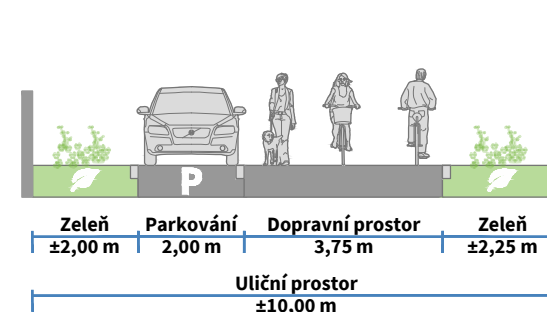 P
Zeleň Parkování Dopravní prostor Zeleň
±2,00 m 2,00 m 3,75 m ±2,25 m
Uliční prostor
±10,00 m